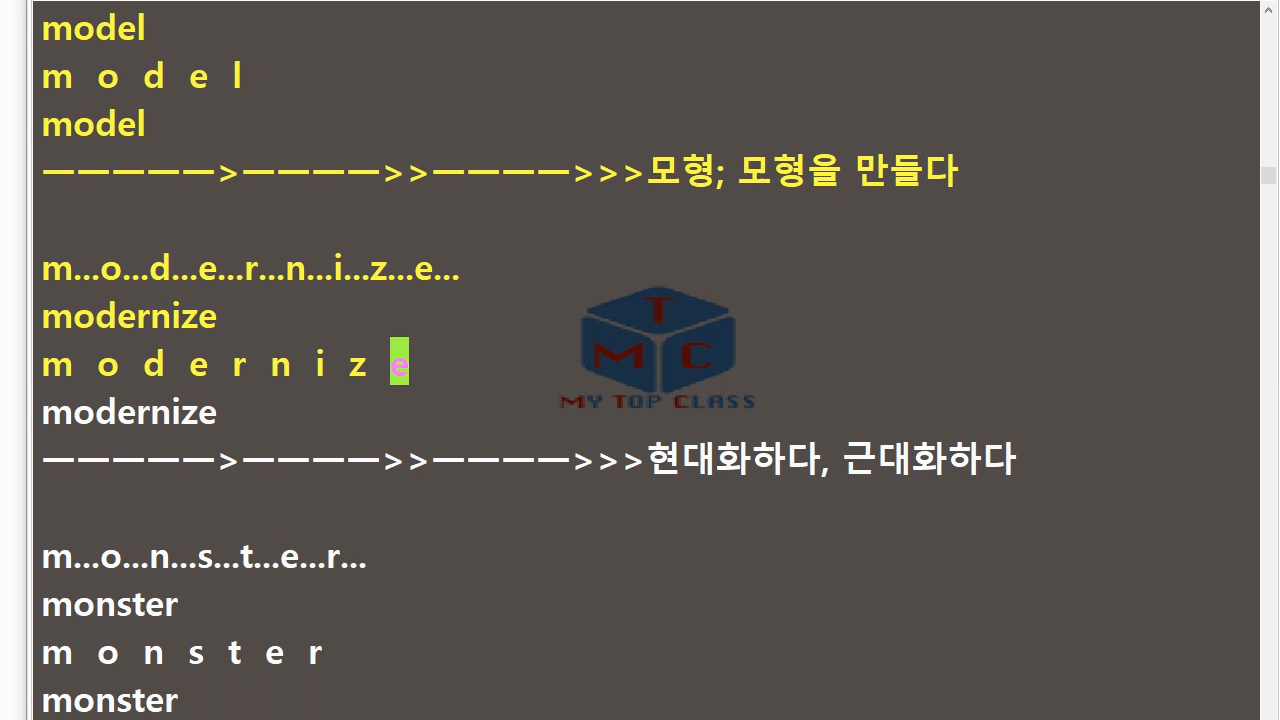 model
m o d e l
model
—————>————>>————>>>모형; 모형을 만들다
m...o...d...e...r...n...i...z...e...
modernize
m o d e r n i z e
modernize
—————>————>>————>>>현대화하다, 근대화하다
m...o...n...s...t...e...r...
monster
m o n s t e r
monster
T
M C
MY TOP CLASS